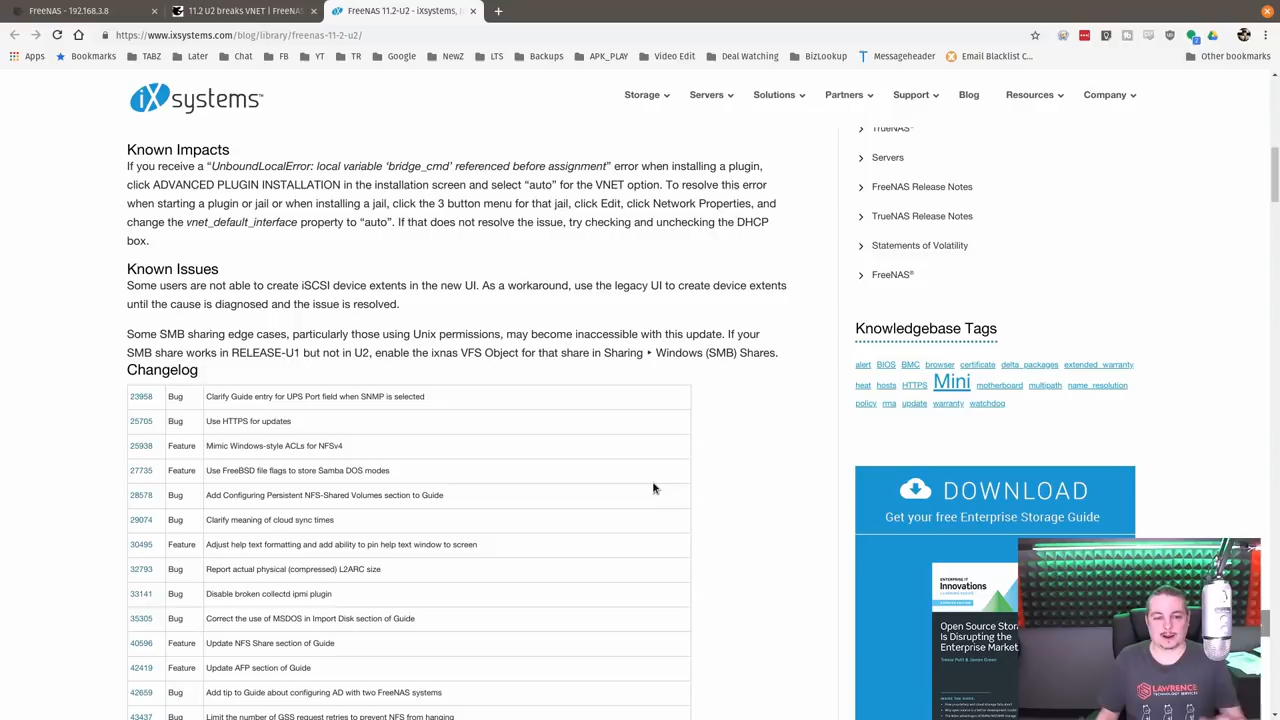 FreeNAS - 192.168.3.8
11.2 U2 breaks VNET | FreeNAS
FreeNAS 11.2-U2 - iXsystems, I
https://www.ixsystems.com/blog/library/freenas-11-2-u2/
Apps Bookmarks TABZ Later Chat FB YT TR Google NewZ LTS Backups APK_PLAY Video Edit Deal Watching BizLookup Messageheader Email Blacklist C... Other bookmarks
iXsystems™
Storage Servers Solutions Partners Support Blog Resources Company
Known Impacts
If you receive a “UnboundLocalError: local variable ‘bridge_cmd’ referenced before assignment” error when installing a plugin,
click ADVANCED PLUGIN INSTALLATION in the installation screen and select “auto” for the VNET option. To resolve this error
when starting a plugin or jail or when installing a jail, click the 3 button menu for that jail, click Edit, click Network Properties, and
change the vnet_default_interface property to “auto”. If that does not resolve the issue, try checking and unchecking the DHCP
box.
Known Issues
Some users are not able to create iSCSI device extents in the new UI. As a workaround, use the legacy UI to create device extents
until the cause is diagnosed and the issue is resolved.
Some SMB sharing edge cases, particularly those using Unix permissions, may become inaccessible with this update. If your
SMB share works in RELEASE-U1 but not in U2, enable the ixnas VFS Object for that share in Sharing ‣ Windows (SMB) Shares.
Changelog
23958 Bug Clarify Guide entry for UPS Port field when SNMP is selected
25705 Bug Use HTTPS for updates
25938 Feature Mimic Windows-style ACLs for NFSv4
27735 Feature Use FreeBSD file flags to store Samba DOS modes
28578 Bug Add Configuring Persistent NFS-Shared Volumes section to Guide
29074 Bug Clarify meaning of cloud sync times
30495 Feature Adjust help text formatting and add ability to pin help text window to screen
32793 Bug Report actual physical (compressed) L2ARC size
33141 Bug Disable broken collectd ipmi plugin
35305 Bug Correct the use of MSDOS in Import Disk section of Guide
40596 Feature Update NFS Share section of Guide
42419 Feature Update AFP section of Guide
42659 Bug Add tip to Guide about configuring AD with two FreeNAS systems
43437 Bug Limit the number of DNS request retries to prevent NFS from hanging
TrueNAS®
Servers
FreeNAS Release Notes
TrueNAS Release Notes
Statements of Volatility
FreeNAS®
Knowledgebase Tags
alert BIOS BMC browser certificate delta packages extended warranty
heat hosts HTTPS Mini motherboard multipath name resolution
policy rma update warranty watchdog
DOWNLOAD
Get your free Enterprise Storage Guide
ENTERPRISE IT
Innovations
Open Source Stor
Is Disrupting the
Enterprise Market
LAWRENCE
TECHNOLOGY SERVICES